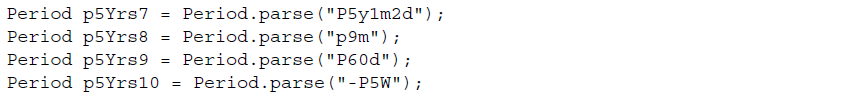 Period p5Yrs7 = Period.parse("P5y1m2d");
Period p5Yrs8 = Period.parse("p9m");
Period p5Yrs9 = Period.parse("P60d");
Period p5Yrs10 = Period.parse("-P5W");